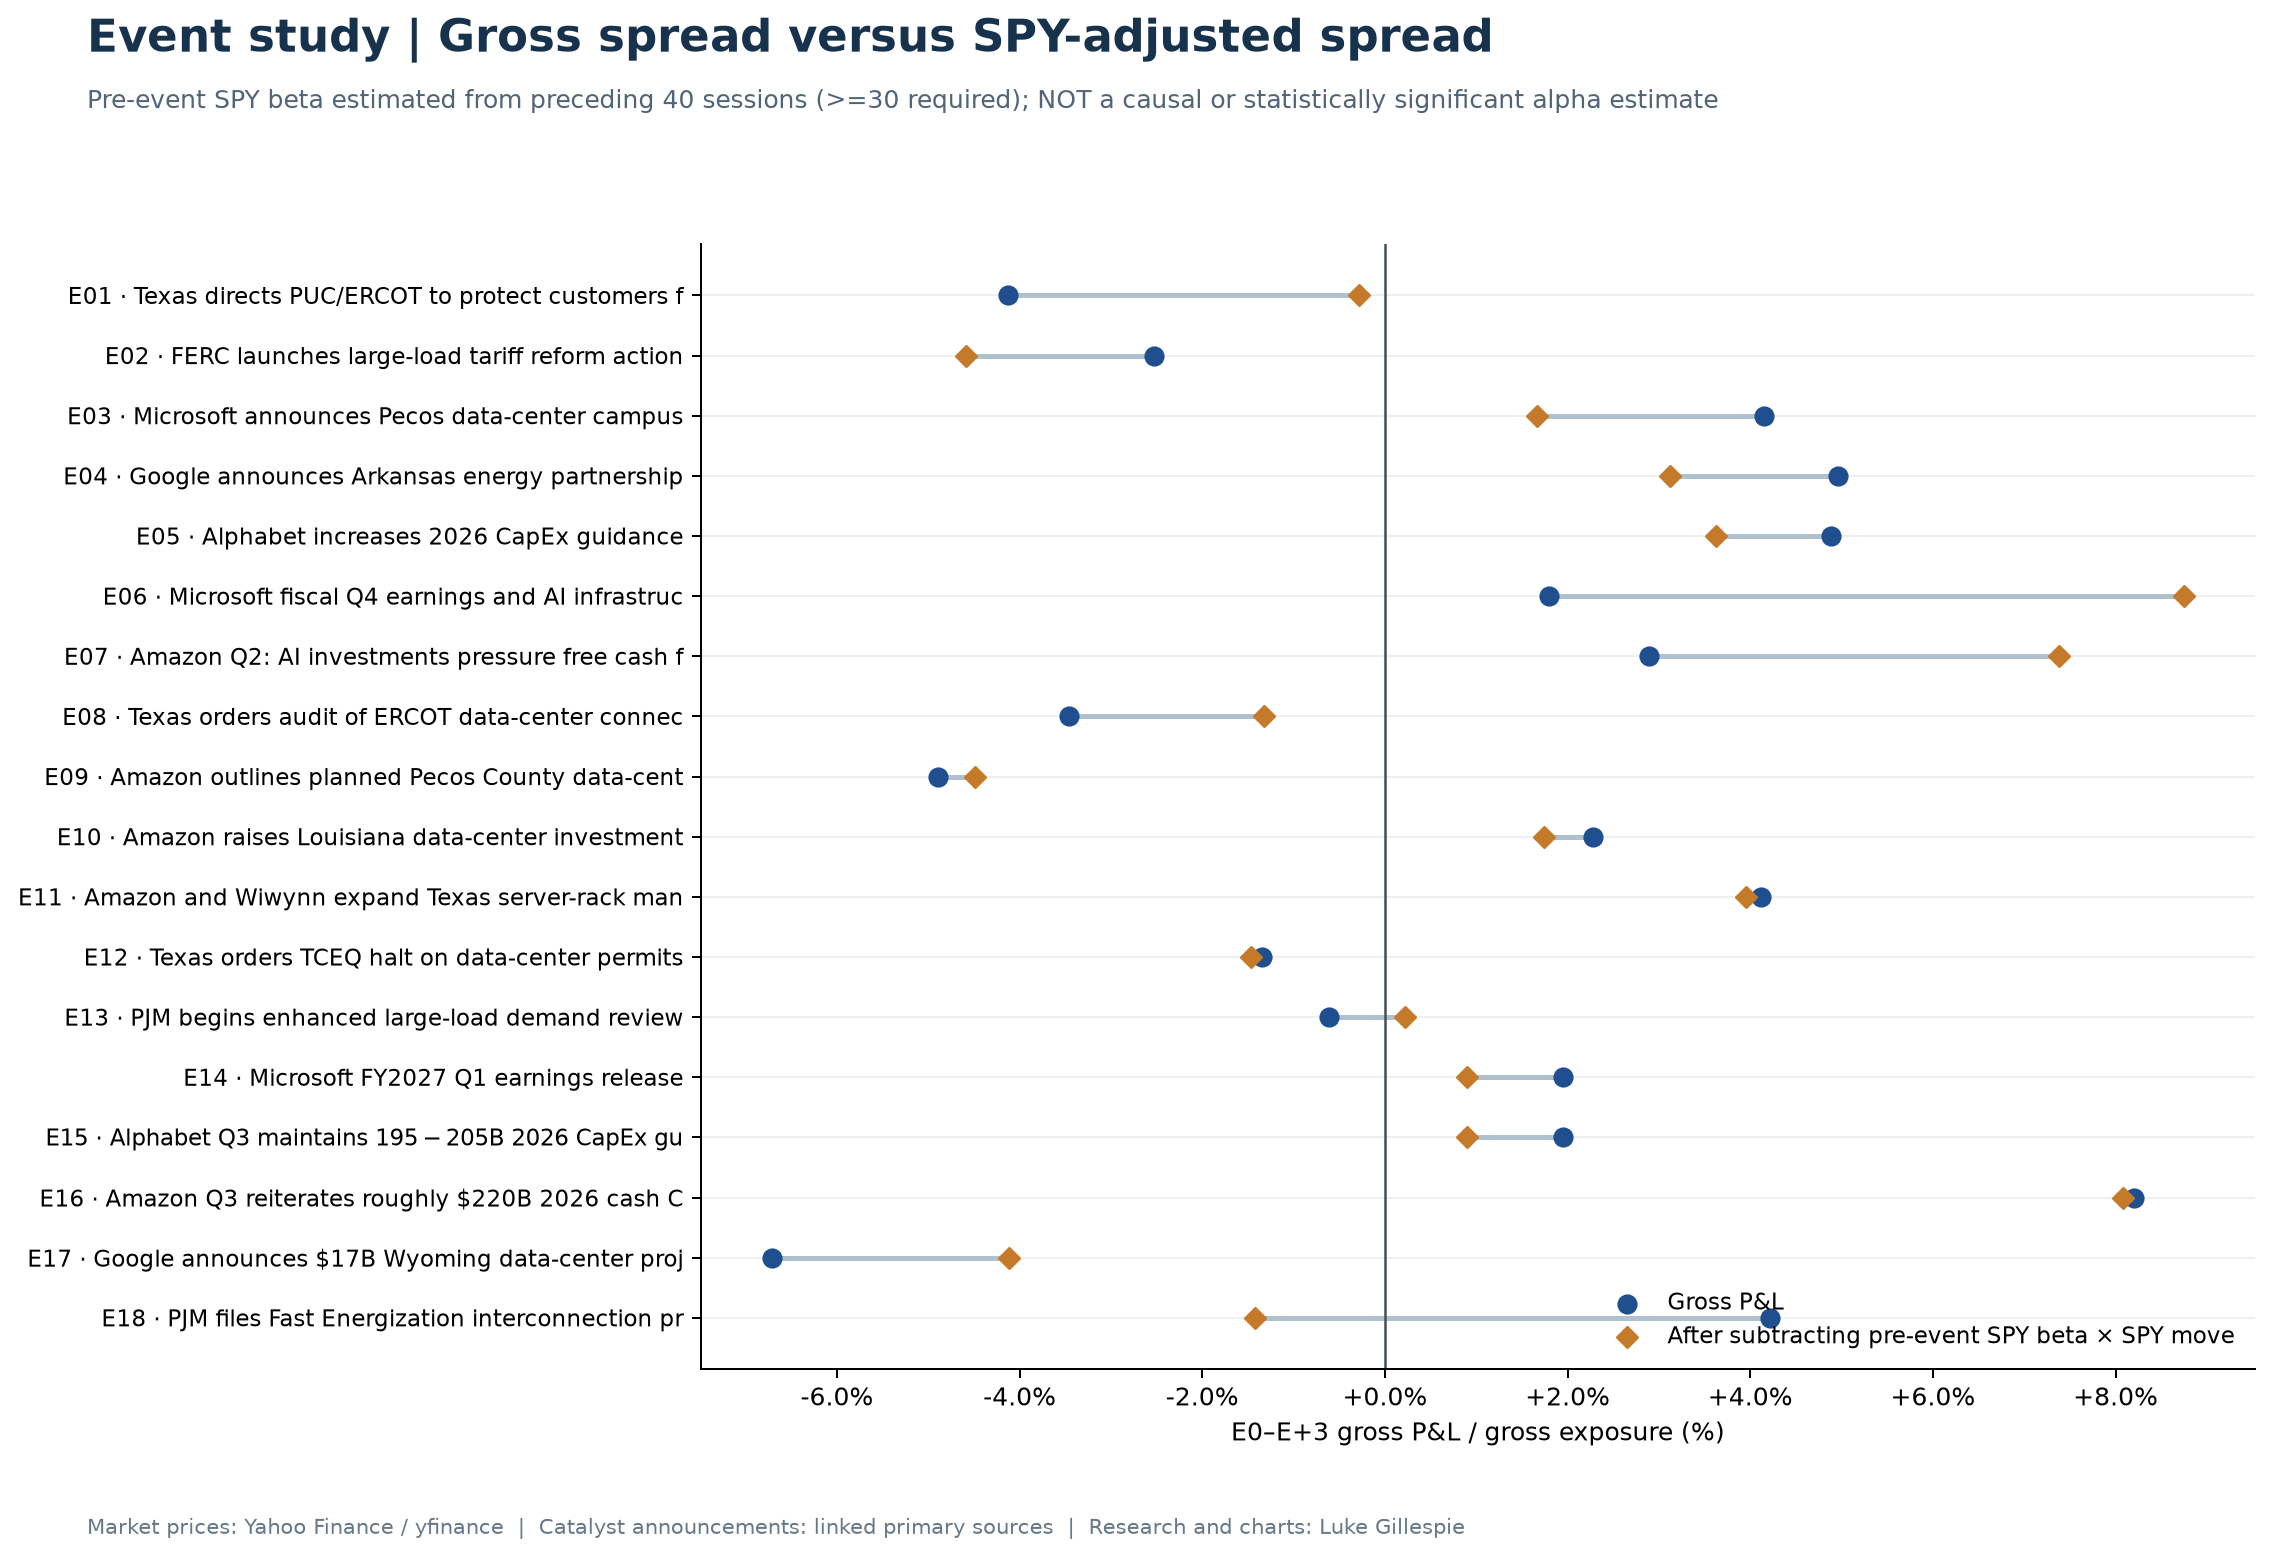 Event study | Gross spread versus SPY-adjusted spread
Pre-event SPY beta estimated from preceding 40 sessions (>=30 required); NOT a causal or statistically significant alpha estimate
E01 · Texas directs PUC/ERCOT to protect customers f
E02 · FERC launches large-load tariff reform action
E03 · Microsoft announces Pecos data-center campus
E04 · Google announces Arkansas energy partnership
E05 · Alphabet increases 2026 CapEx guidance
E06 · Microsoft fiscal Q4 earnings and AI infrastruc
E07 · Amazon Q2: AI investments pressure free cash f
E08 · Texas orders audit of ERCOT data-center connec
E09 · Amazon outlines planned Pecos County data-cent
E10 · Amazon raises Louisiana data-center investment
E11 · Amazon and Wiwynn expand Texas server-rack man
E12 · Texas orders TCEQ halt on data-center permits
E13 · PJM begins enhanced large-load demand review
E14 · Microsoft FY2027 Q1 earnings release
E15 · Alphabet Q3 maintains 195 − 205B 2026 CapEx gu
E16 · Amazon Q3 reiterates roughly $220B 2026 cash C
E17 · Google announces $17B Wyoming data-center proj
E18 · PJM files Fast Energization interconnection pr
Gross P&L
After subtracting pre-event SPY beta × SPY move
-6.0% -4.0% -2.0% +0.0% +2.0% +4.0% +6.0% +8.0%
E0–E+3 gross P&L / gross exposure (%)
Market prices: Yahoo Finance / yfinance | Catalyst announcements: linked primary sources | Research and charts: Luke Gillespie